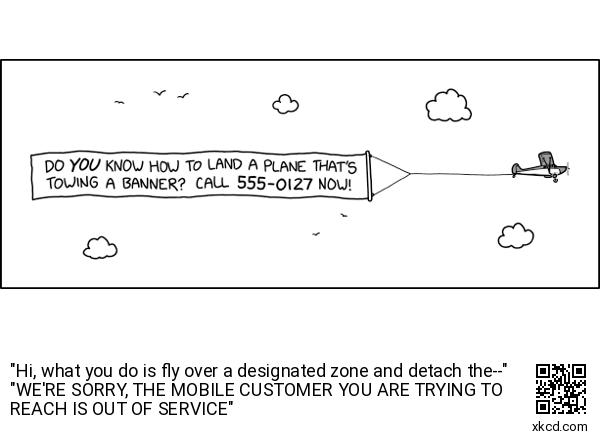 DO YOU KNOW HOW TO LAND A PLANE THAT'S
TOWING A BANNER? CALL 555-0127 NOW!
"Hi, what you do is fly over a designated zone and detach the--"
"WE'RE SORRY, THE MOBILE CUSTOMER YOU ARE TRYING TO
REACH IS OUT OF SERVICE"
xkcd.com